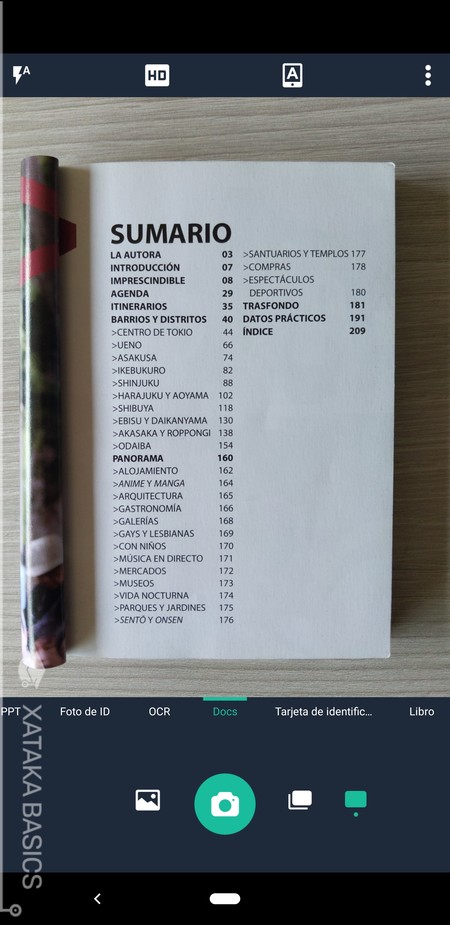 A
HD
A
SUMARIO
LA AUTORA 03
INTRODUCCIÓN 07
IMPRESCINDIBLE 08
AGENDA 29
ITINERARIOS 35
BARRIOS Y DISTRITOS 40
>CENTRO DE TOKIO 44
>UENO 66
>ASAKUSA 74
>IKEBUKURO 82
>SHINJUKU 88
>HARAJUKU Y AOYAMA 102
>SHIBUYA 118
>EBISU Y DAIKANYAMA 130
>AKASAKA Y ROPPONGI 138
>ODAIBA 154
PANORAMA 160
>ALOJAMIENTO 162
>ANIME Y MANGA 164
>ARQUITECTURA 165
>GASTRONOMÍA 166
>GALERÍAS 168
>GAYS Y LESBIANAS 169
>CON NIÑOS 170
>MÚSICA EN DIRECTO 171
>MERCADOS 172
>MUSEOS 173
>VIDA NOCTURNA 174
>PARQUES Y JARDINES 175
>SENTŌ Y ONSEN 176
>SANTUARIOS Y TEMPLOS 177
>COMPRAS 178
>ESPECTÁCULOS
DEPORTIVOS 180
TRASFONDO 181
DATOS PRÁCTICOS 191
ÍNDICE 209
PPT Foto de ID OCR Docs Tarjeta de identific... Libro
XATAKA BASICS